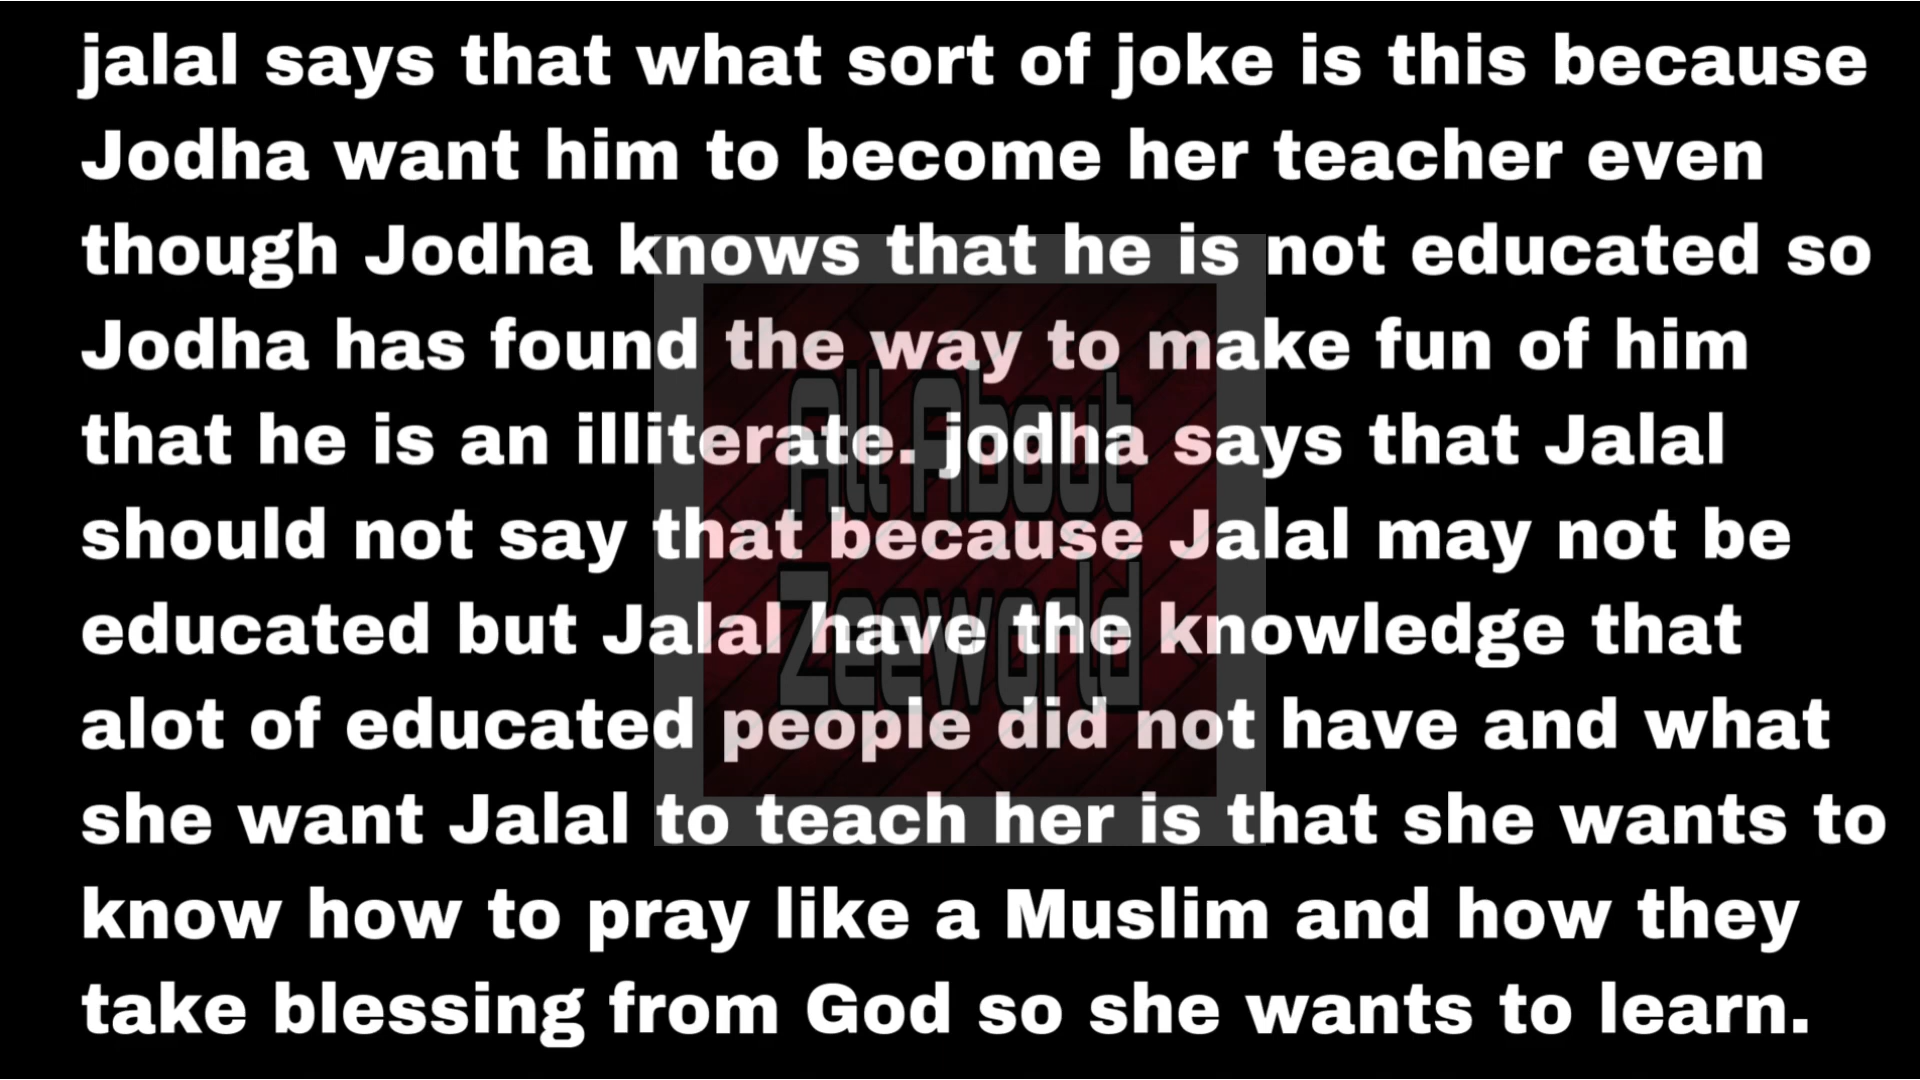 jalal says that what sort of joke is this because
Jodha want him to become her teacher even
though Jodha knows that he is not educated so
Jodha has found the way to make fun of him
that he is an illiterate. jodha says that Jalal
should not say that because Jalal may not be
educated but Jalal have the knowledge that
alot of educated people did not have and what
she want Jalal to teach her is that she wants to
know how to pray like a Muslim and how they
take blessing from God so she wants to learn.
All About
Zeeworld